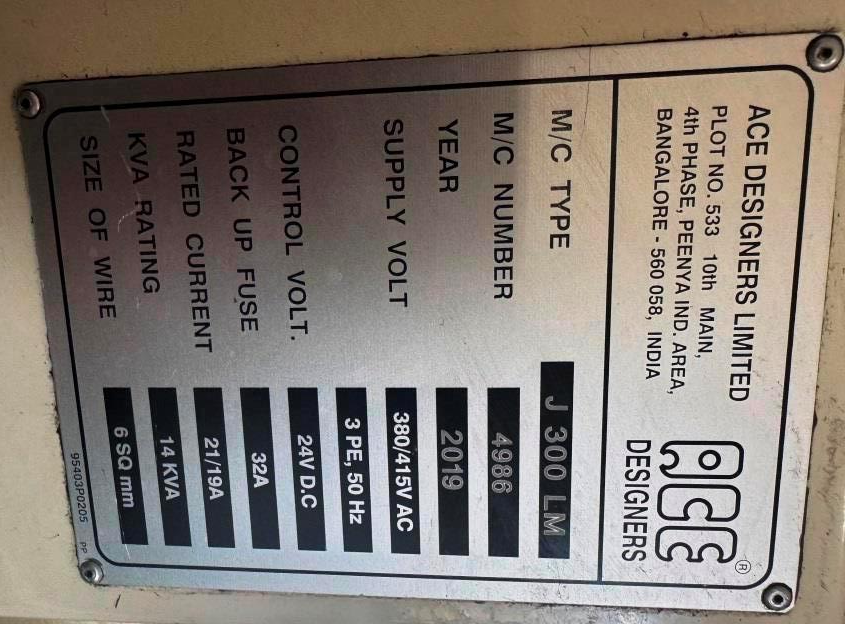 ACE DESIGNERS LIMITED
PLOT NO. 533 10th MAIN,
4th PHASE, PEENYA IND. AREA,
BANGALORE - 560 058, INDIA
ACE ®
DESIGNERS
M/C TYPE J 300 LM
M/C NUMBER 4986
YEAR 2019
SUPPLY VOLT 380/415V AC
3 PE, 50 Hz
CONTROL VOLT. 24V D.C
BACK UP FUSE 32A
RATED CURRENT 21/19A
KVA RATING 14 KVA
SIZE OF WIRE 6 SQ mm
95403P0205 PP